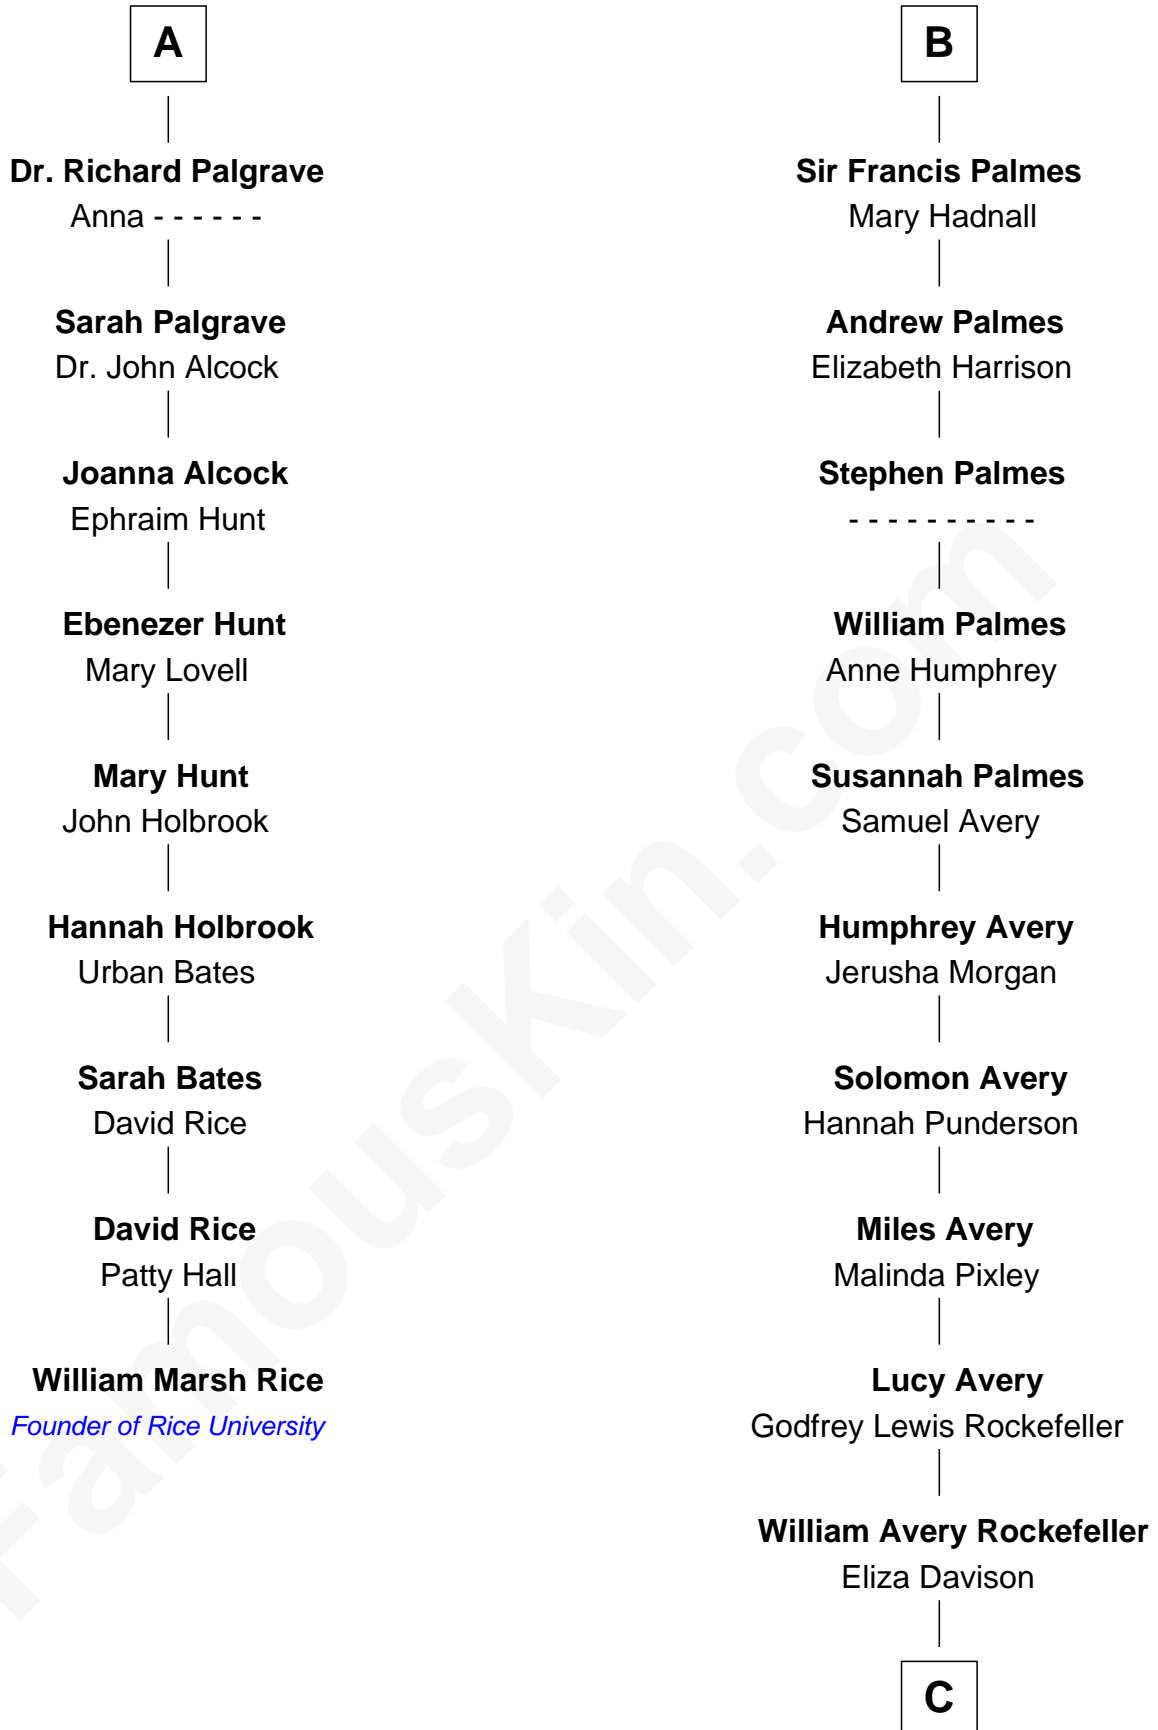 A
Dr. Richard Palgrave
Anna - - - - - -
Sarah Palgrave
Dr. John Alcock
Joanna Alcock
Ephraim Hunt
Ebenezer Hunt
Mary Lovell
Mary Hunt
John Holbrook
Hannah Holbrook
Urban Bates
Sarah Bates
David Rice
David Rice
Patty Hall
William Marsh Rice
Founder of Rice University
B
Sir Francis Palmes
Mary Hadnall
Andrew Palmes
Elizabeth Harrison
Stephen Palmes
- - - - - - - - - -
William Palmes
Anne Humphrey
Susannah Palmes
Samuel Avery
Humphrey Avery
Jerusha Morgan
Solomon Avery
Hannah Punderson
Miles Avery
Malinda Pixley
Lucy Avery
Godfrey Lewis Rockefeller
William Avery Rockefeller
Eliza Davison
C
FamousKin.com